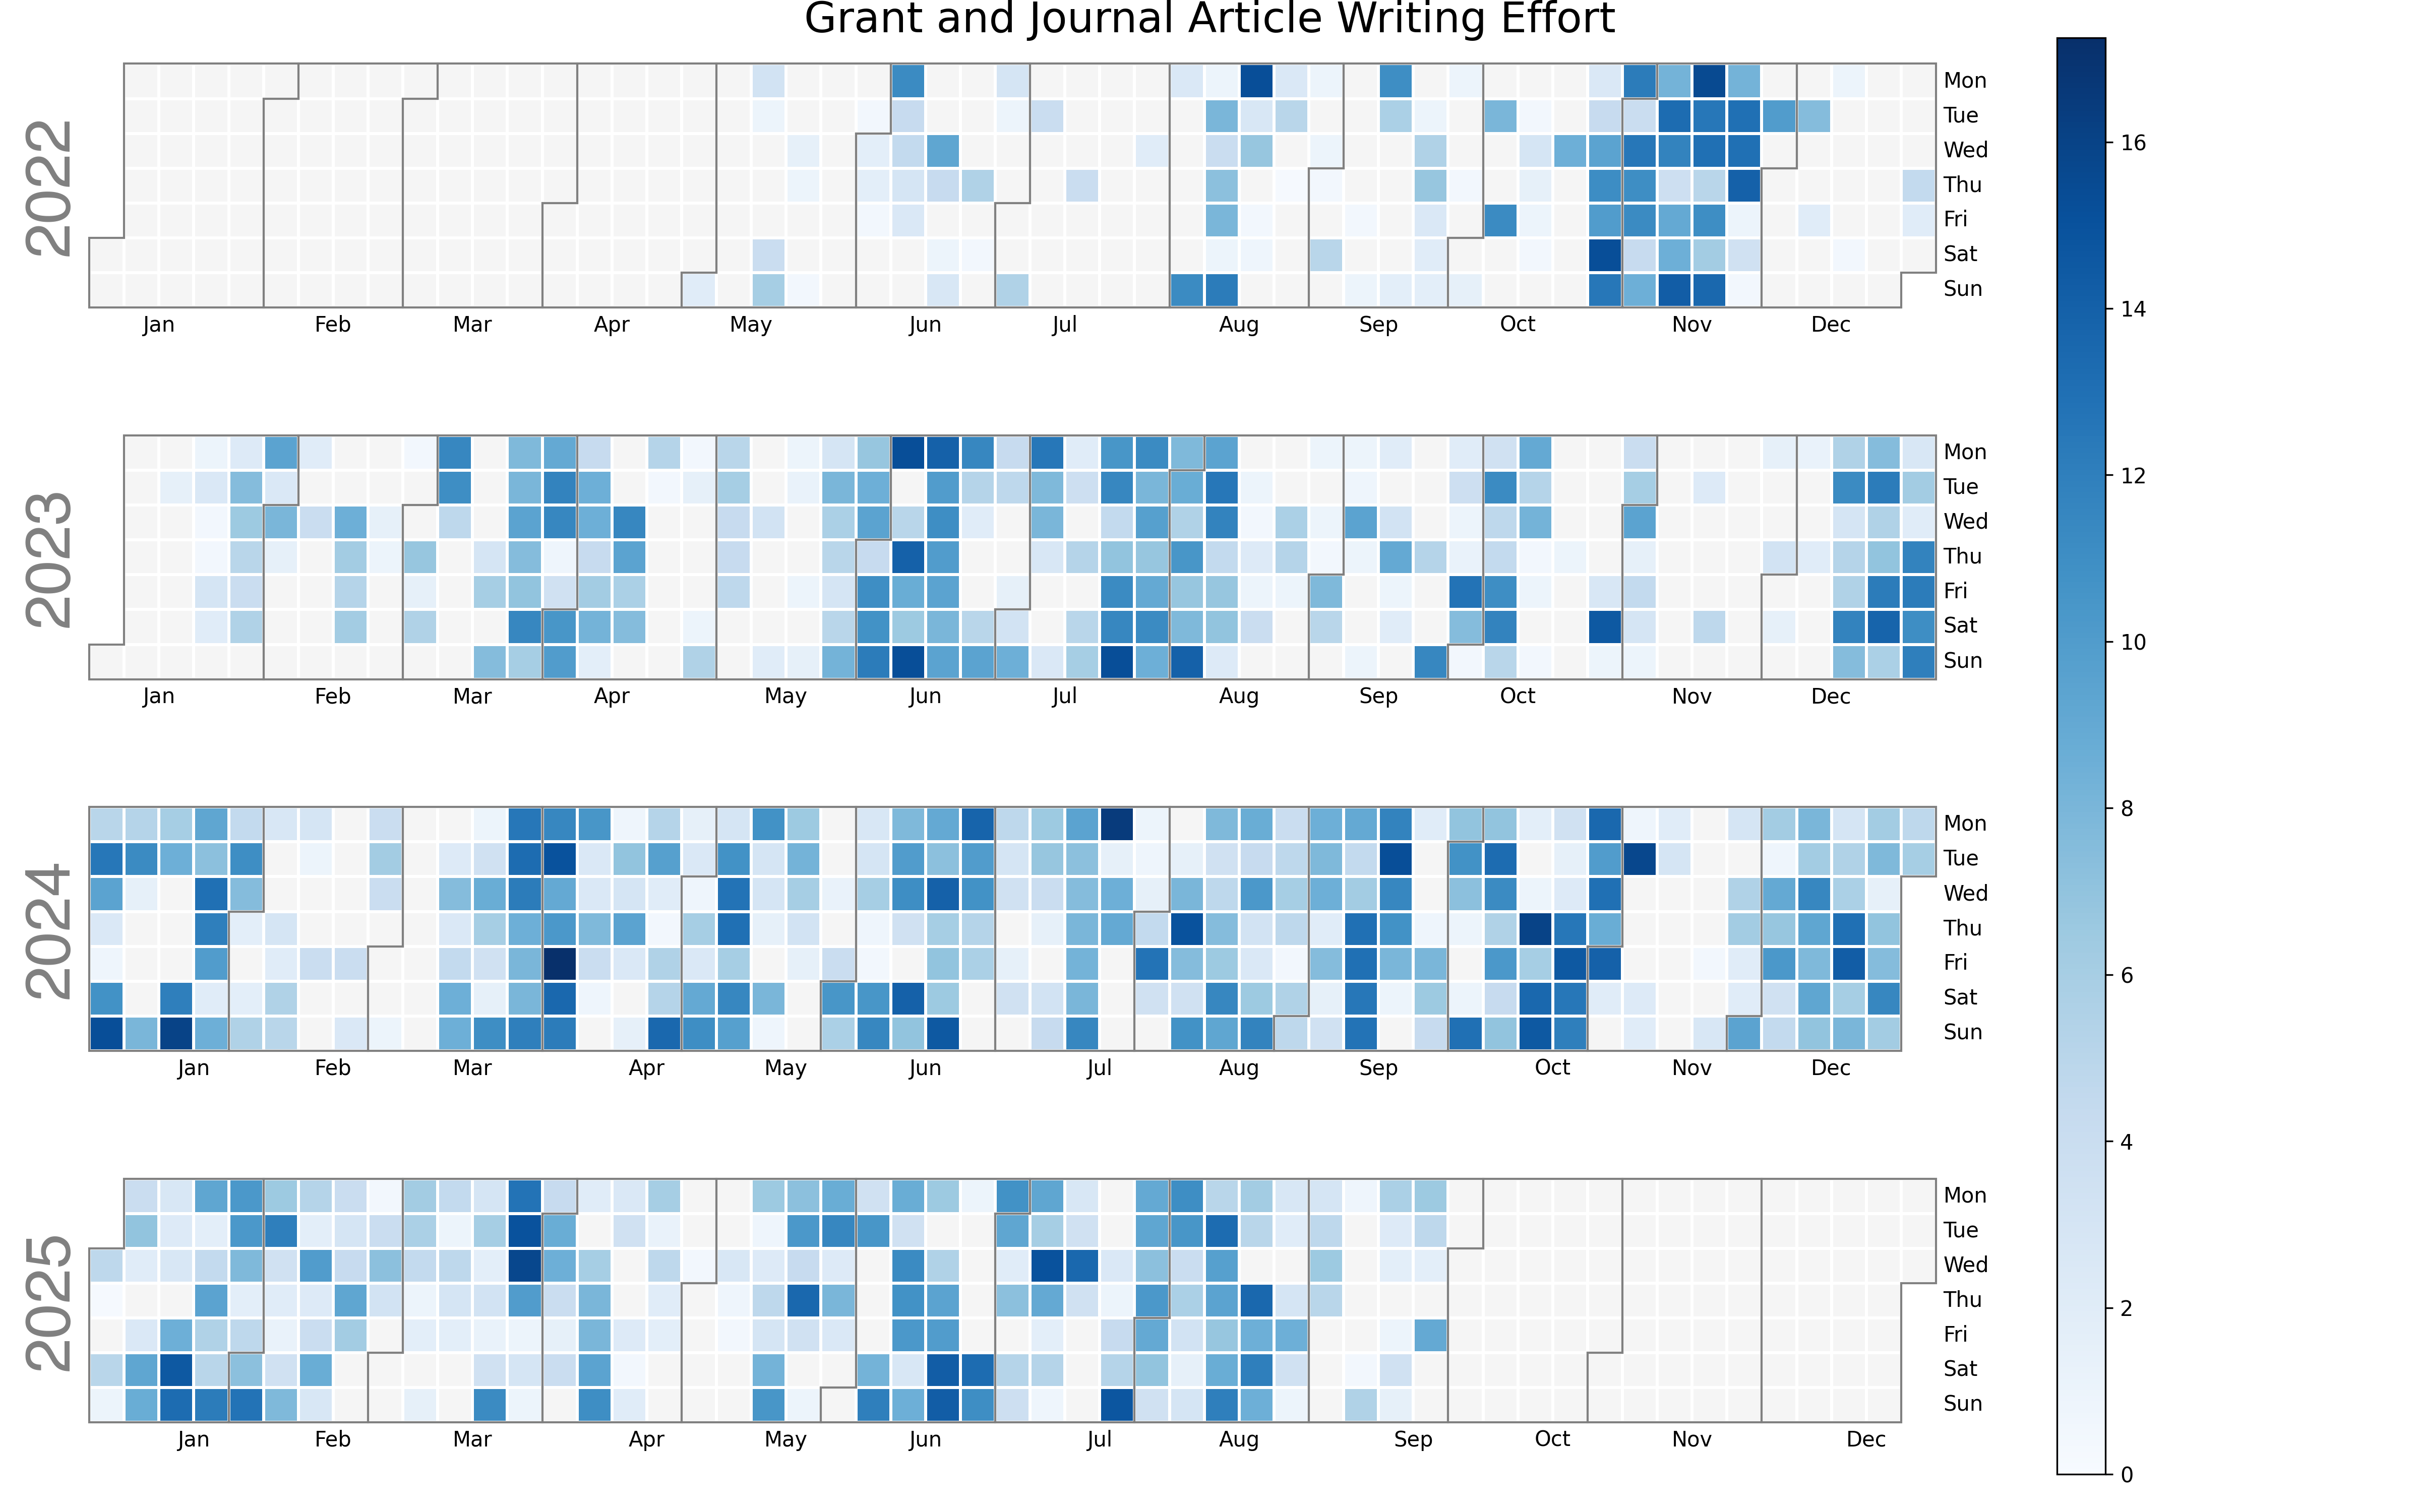 Grant and Journal Article Writing Effort
2022
Mon
Tue
Wed
Thu
Fri
Sat
Sun
Jan Feb Mar Apr May Jun Jul Aug Sep Oct Nov Dec
2023
Mon
Tue
Wed
Thu
Fri
Sat
Sun
Jan Feb Mar Apr May Jun Jul Aug Sep Oct Nov Dec
2024
Mon
Tue
Wed
Thu
Fri
Sat
Sun
Jan Feb Mar Apr May Jun Jul Aug Sep Oct Nov Dec
2025
Mon
Tue
Wed
Thu
Fri
Sat
Sun
Jan Feb Mar Apr May Jun Jul Aug Sep Oct Nov Dec
16
14
12
10
8
6
4
2
0